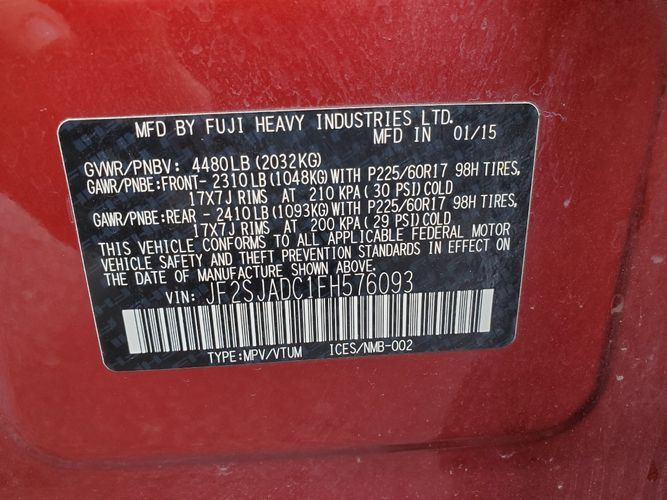 MFD BY FUJI HEAVY INDUSTRIES LTD.
MFD IN 01/15
GVWR/PNBV: 4480LB(2032KG)
GAWR/PNBE:FRONT-2310LB(1048KG)WITH P225/60R17 98H TIRES,
17X7J RIMS AT 210 KPA(30 PSI)COLD
GAWR/PNBE:REAR -2410LB(1093KG)WITH P225/60R17 98H TIRES,
17X7J RIMS AT 200 KPA(29 PSI)COLD
THIS VEHICLE CONFORMS TO ALL APPLICABLE FEDERAL MOTOR
VEHICLE SAFETY AND THEFT PREVENTION STANDARDS IN EFFECT ON
THE DATE OF MANUFACTURE SHOWN ABOVE.
VIN: JF2SJADC1FH576093
TYPE:MPV/VTUM ICES/NMB-002